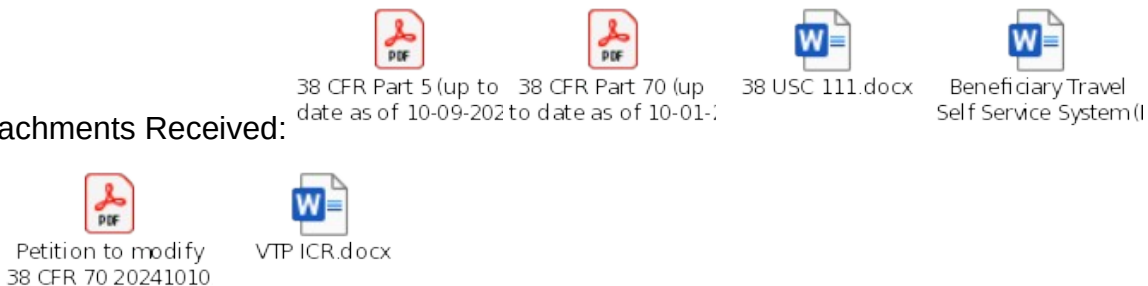 PDF PDF W W
38 CFR Part 5 (up to 38 CFR Part 70 (up 38 USC 111.docx Beneficiary Travel
date as of 10-09-202 to date as of 10-01- Self Service System (
tachments Received:
PDF W
Petition to modify VTP ICR.docx
38 CFR 70 20241010